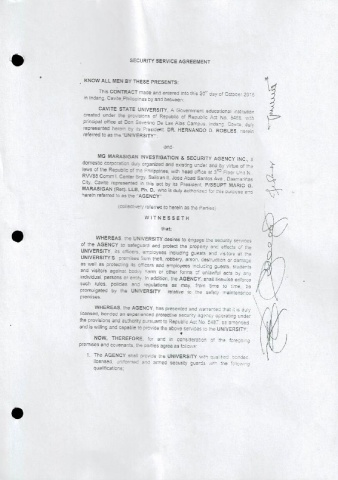 SECURITY SERVICE AGREEMENT
KNOW ALL MEN BY THESE PRESENTS:
This CONTRACT made and entered into this 20th day of October 2015
in Indang, Cavite Philippines by and between:
CAVITE STATE UNIVERSITY, A Government educational institution
created under the provisions of Republic Act No. 8468, with
principal office at Don Severino De Las Alas Campus, Indang, Cavite, duly
represented herein by its President, DR. HERNANDO D. ROBLES, herein
referred to as the "UNIVERSITY"
and
MG MARASIGAN INVESTIGATION & SECURITY AGENCY INC., a
domestic corporation duly organized and existing under and by virtue of the
laws of the Republic of the Philippines, with head office at 3rd Floor Unit
Center Brgy. Salitran II, Jose Abad Santos Ave., Dasmariñas
City, Cavite represented in this act by its President,
MARASIGAN (Ret), LLB, Ph. D., who is duly authorized for this purpose and
herein referred to as the "AGENCY"
(collectively referred to herein as the Parties)
WITNESSETH
that:
WHEREAS, the UNIVERSITY desires to engage the security services
of the AGENCY to safeguard and protect the property and effects of the
UNIVERSITY, its officers, employees including guests and visitors at the
UNIVERSITY'S premises from theft, robbery, arson, destruction or damage
as well as protecting its officers and employees including guests, students
and visitors against bodily harm or other forms of unlawful acts by any
individual, persons or entity. In addition, the AGENCY shall likewise enforce
such rules, policies and regulations as may, from time to time, be
promulgated by the UNIVERSITY relative to the safety maintenance
premises.
WHEREAS, the AGENCY, has presented and warranted that it is duly
licensed, bonded an experienced protective security agency operating under
the provisions and authority pursuant to Republic Act No. 5487, as amended
and is willing and capable to provide the above services to the UNIVERSITY;
NOW, THEREFORE, for and in consideration of the foregoing
premises and covenants, the parties agree as follows:
1. The AGENCY shall provide the UNIVERSITY with qualified, bonded,
licensed, uniformed and armed security guards with the following
qualifications;